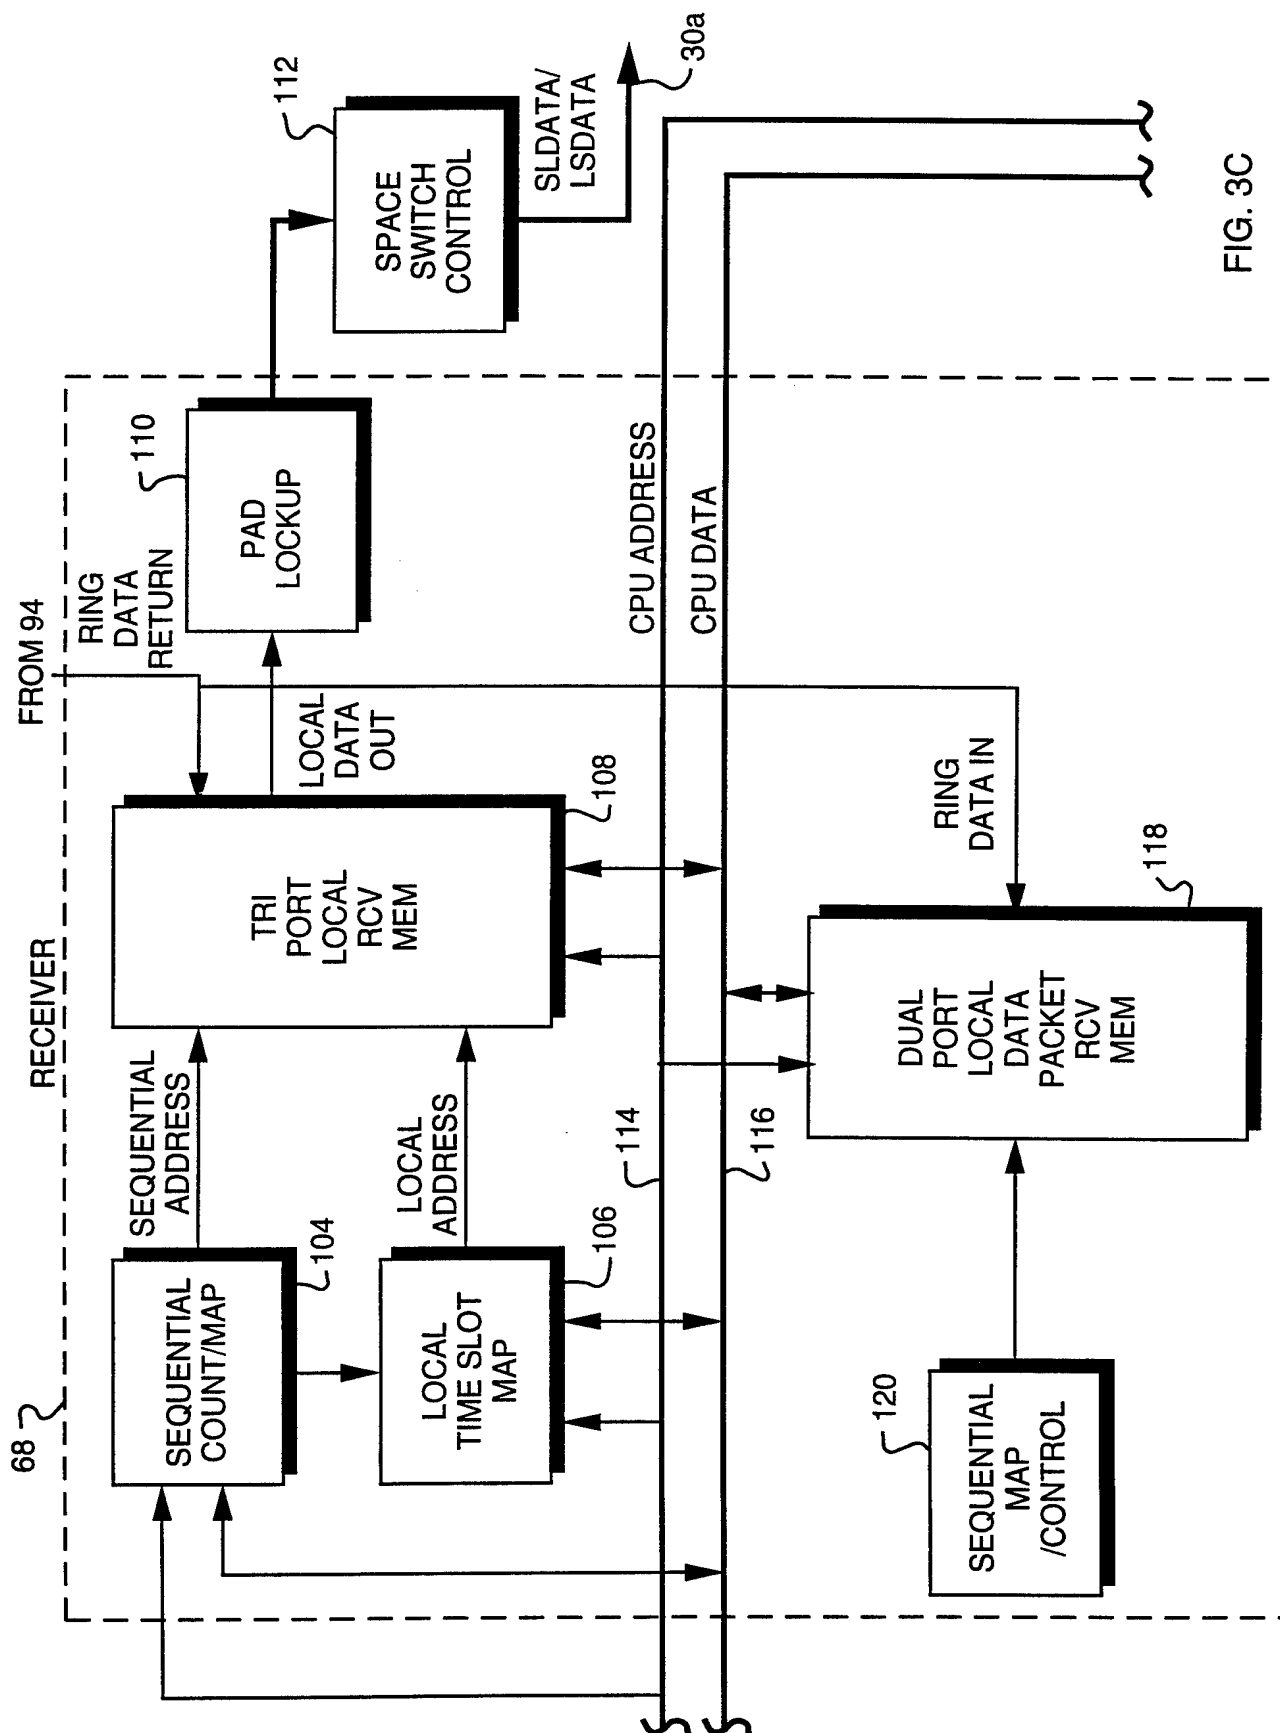 68
RECEIVER
FROM 94
RING
DATA
RETURN
SEQUENTIAL
COUNT/MAP
104
SEQUENTIAL
ADDRESS
LOCAL
TIME SLOT
MAP
106
LOCAL
ADDRESS
TRI
PORT
LOCAL
RCV
MEM
108
LOCAL
DATA
OUT
PAD
LOCKUP
110
SPACE
SWITCH
CONTROL
112
SLDATA/
LSDATA
30a
114
CPU ADDRESS
116
CPU DATA
SEQUENTIAL
MAP
/CONTROL
120
DUAL
PORT
LOCAL
DATA
PACKET
RCV
MEM
118
RING
DATA IN
FIG. 3C